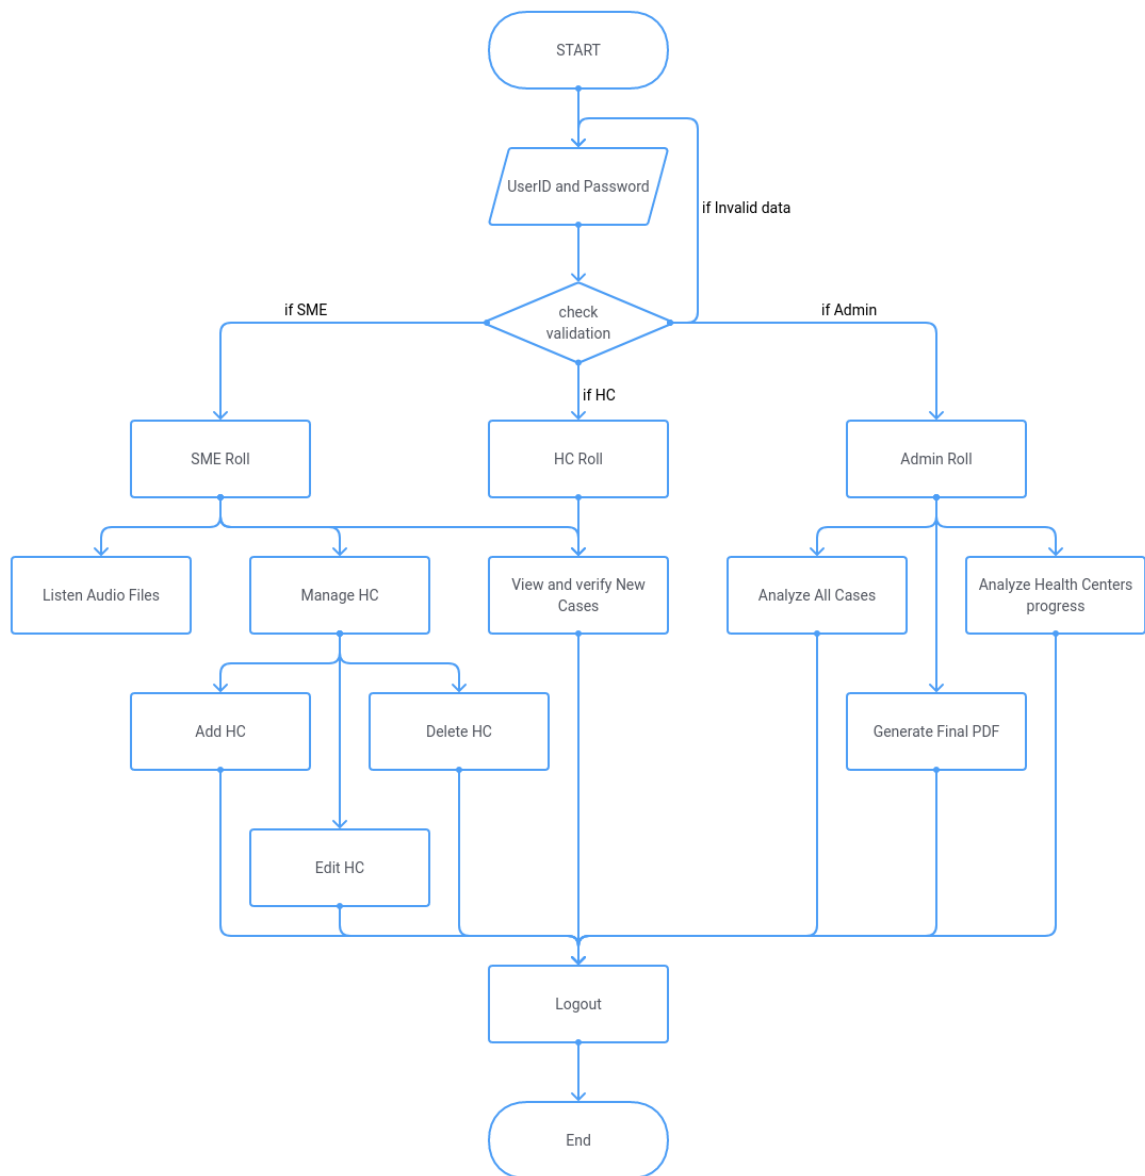 START
UserID and Password
if Invalid data
if SME
check
validation
if Admin
if HC
SME Roll
HC Roll
Admin Roll
Listen Audio Files
Manage HC
View and verify New
Cases
Analyze All Cases
Analyze Health Centers
progress
Add HC
Delete HC
Generate Final PDF
Edit HC
Logout
End